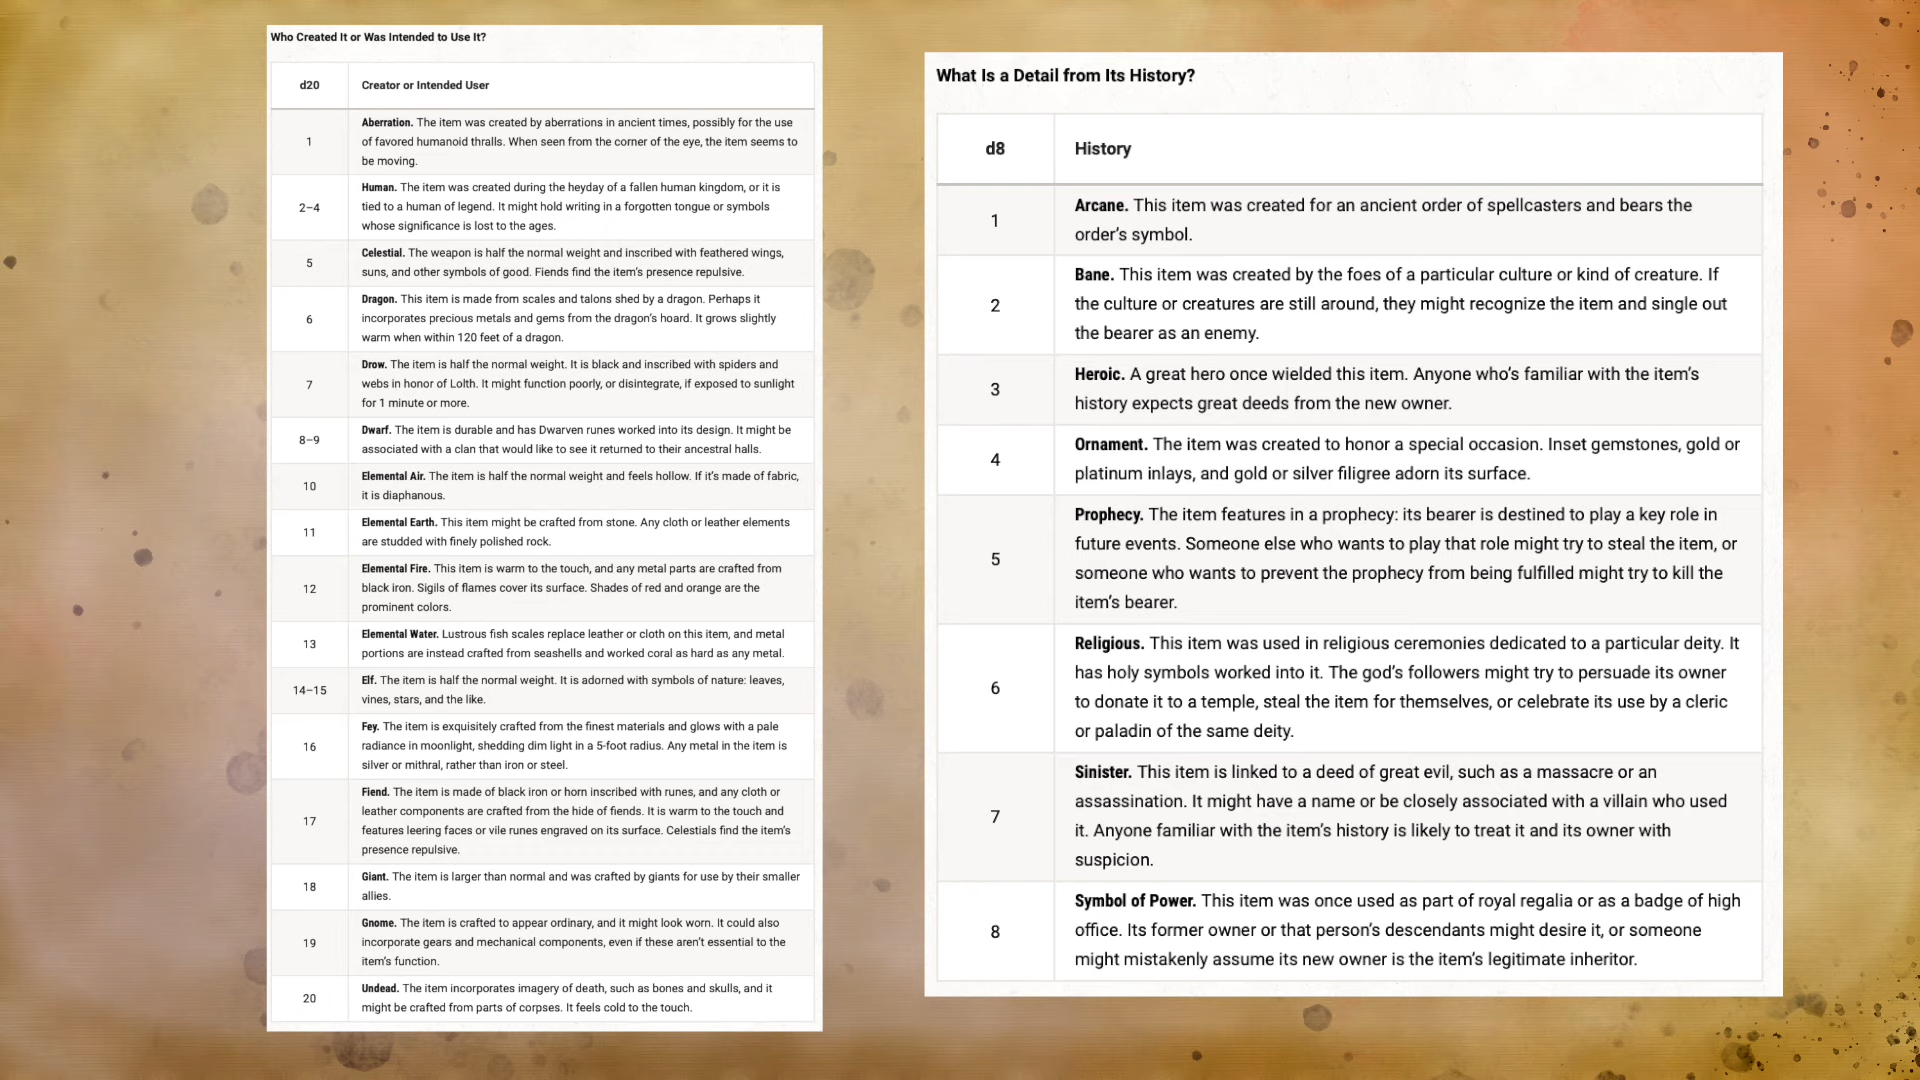 Who Created It or Was Intended to Use It?
d20
Creator or Intended User
1
Aberration. The item was created by aberrations in ancient times, possibly for the use
of favored humanoid thralls. When seen from the corner of the eye, the item seems to
be moving.
2–4
Human. The item was created during the heyday of a fallen human kingdom, or it is
tied to a human of legend. It might hold writing in a forgotten tongue or symbols
whose significance is lost to the ages.
5
Celestial. The weapon is half the normal weight and inscribed with feathered wings,
suns, and other symbols of good. Fiends find the item's presence repulsive.
6
Dragon. This item is made from scales and talons shed by a dragon. Perhaps it
incorporates precious metals and gems from the dragon's hoard. It grows slightly
warm when within 120 feet of a dragon.
7
Drow. The item is half the normal weight. It is black and inscribed with spiders and
webs in honor of Lolth. It might function poorly, or disintegrate, if exposed to sunlight
for 1 minute or more.
8–9
Dwarf. The item is durable and has Dwarven runes worked into its design. It might be
associated with a clan that would like to see it returned to their ancestral halls.
10
Elemental Air. The item is half the normal weight and feels hollow. If it's made of fabric,
it is diaphanous.
11
Elemental Earth. This item might be crafted from stone. Any cloth or leather elements
are studded with finely polished rock.
12
Elemental Fire. This item is warm to the touch, and any metal parts are crafted from
black iron. Sigils of flames cover its surface. Shades of red and orange are the
prominent colors.
13
Elemental Water. Lustrous fish scales replace leather or cloth on this item, and metal
portions are instead crafted from seashells and worked coral as hard as any metal.
14–15
Elf. The item is half the normal weight. It is adorned with symbols of nature: leaves,
vines, stars, and the like.
16
Fey. The item is exquisitely crafted from the finest materials and glows with a pale
radiance in moonlight, shedding dim light in a 5-foot radius. Any metal in the item is
silver or mithral, rather than iron or steel.
17
Fiend. The item is made of black iron or horn inscribed with runes, and any cloth or
leather components are crafted from the hide of fiends. It is warm to the touch and
features leering faces or vile runes engraved on its surface. Celestials find the item's
presence repulsive.
18
Giant. The item is larger than normal and was crafted by giants for use by their smaller
allies.
19
Gnome. The item is crafted to appear ordinary, and it might look worn. It could also
incorporate gears and mechanical components, even if these aren't essential to the
item's function.
20
Undead. The item incorporates imagery of death, such as bones and skulls, and it
might be crafted from parts of corpses. It feels cold to the touch.
What Is a Detail from Its History?
d8
History
1
Arcane. This item was created for an ancient order of spellcasters and bears the
order's symbol.
2
Bane. This item was created by the foes of a particular culture or kind of creature. If
the culture or creatures are still around, they might recognize the item and single out
the bearer as an enemy.
3
Heroic. A great hero once wielded this item. Anyone who's familiar with the item's
history expects great deeds from the new owner.
4
Ornament. The item was created to honor a special occasion. Inset gemstones, gold or
platinum inlays, and gold or silver filigree adorn its surface.
5
Prophecy. The item features in a prophecy: its bearer is destined to play a key role in
future events. Someone else who wants to play that role might try to steal the item, or
someone who wants to prevent the prophecy from being fulfilled might try to kill the
item's bearer.
6
Religious. This item was used in religious ceremonies dedicated to a particular deity. It
has holy symbols worked into it. The god's followers might try to persuade its owner
to donate it to a temple, steal the item for themselves, or celebrate its use by a cleric
or paladin of the same deity.
7
Sinister. This item is linked to a deed of great evil, such as a massacre or an
assassination. It might have a name or be closely associated with a villain who used
it. Anyone familiar with the item's history is likely to treat it and its owner with
suspicion.
8
Symbol of Power. This item was once used as part of royal regalia or as a badge of high
office. Its former owner or that person's descendants might desire it, or someone
might mistakenly assume its new owner is the item's legitimate inheritor.